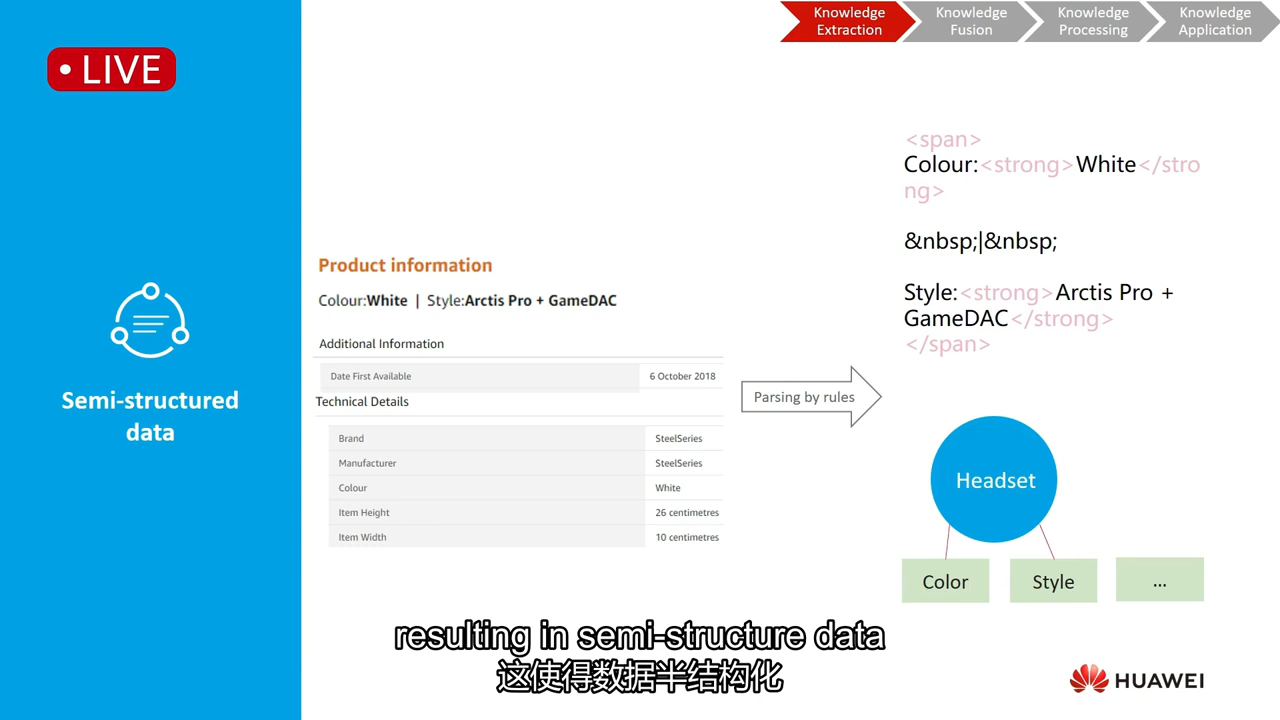 Knowledge
Extraction
Knowledge
Fusion
Knowledge
Processing
Knowledge
Application
• LIVE
Semi-structured
data
Product information
Colour:White | Style:Arctis Pro + GameDAC
Additional Information
Date First Available 6 October 2018
Technical Details
Brand SteelSeries
Manufacturer SteelSeries
Colour White
Item Height 26 centimetres
Item Width 10 centimetres
Parsing by rules
<span>
Colour:<strong>White</stro
ng>
&nbsp;|&nbsp;
Style:<strong>Arctis Pro +
GameDAC</strong>
</span>
Headset
Color
Style
...
resulting in semi-structure data
这使得数据半结构化
HUAWEI